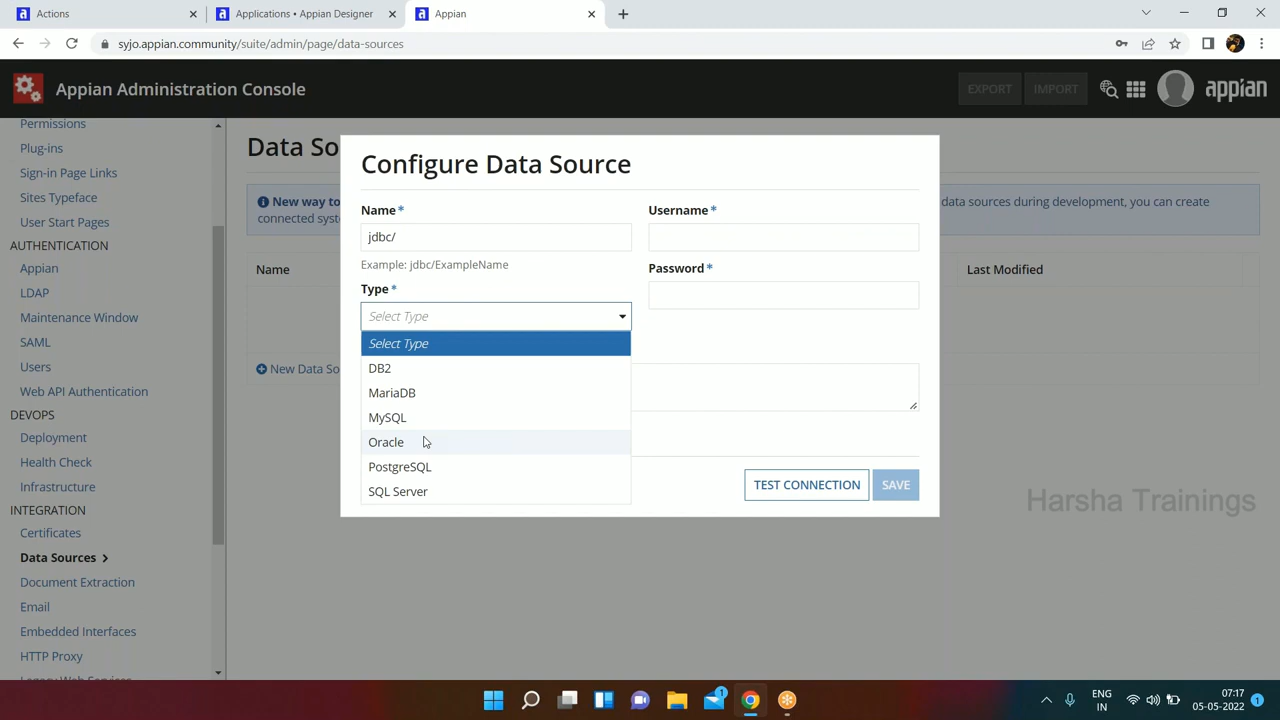 Actions
Applications • Appian Designer
Appian
syjo.appian.community/suite/admin/page/data-sources
Appian Administration Console
EXPORT
IMPORT
appian
Permissions
Plug-ins
Sign-in Page Links
Sites Typeface
User Start Pages
AUTHENTICATION
Appian
LDAP
Maintenance Window
SAML
Users
Web API Authentication
DEVOPS
Deployment
Health Check
Infrastructure
INTEGRATION
Certificates
Data Sources
Document Extraction
Email
Embedded Interfaces
HTTP Proxy
Legacy Web Services
Data So
New way to
data sources during development, you can create
connected syst
Name
Last Modified
New Data So
Configure Data Source
Name *
Username *
jdbc/
Example: jdbc/ExampleName
Password *
Type *
Select Type
Select Type
DB2
MariaDB
MySQL
Oracle
PostgreSQL
SQL Server
TEST CONNECTION
SAVE
Harsha Trainings
1
ENG
IN
07:17
05-05-2022
1